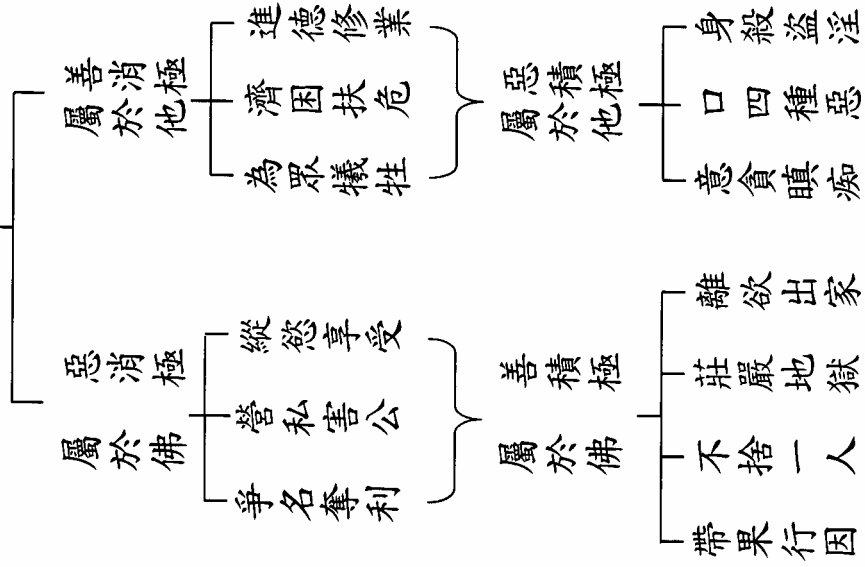 善消極
屬於他
進德修業
濟困扶危
為眾犧牲
惡積極
屬於他
身殺盜淫
口四種惡
意貪瞋痴
惡消極
屬於佛
縱慾享受
營私害公
爭名奪利
善積極
屬於佛
離欲出家
莊嚴地獄
不捨一人
帶果行因